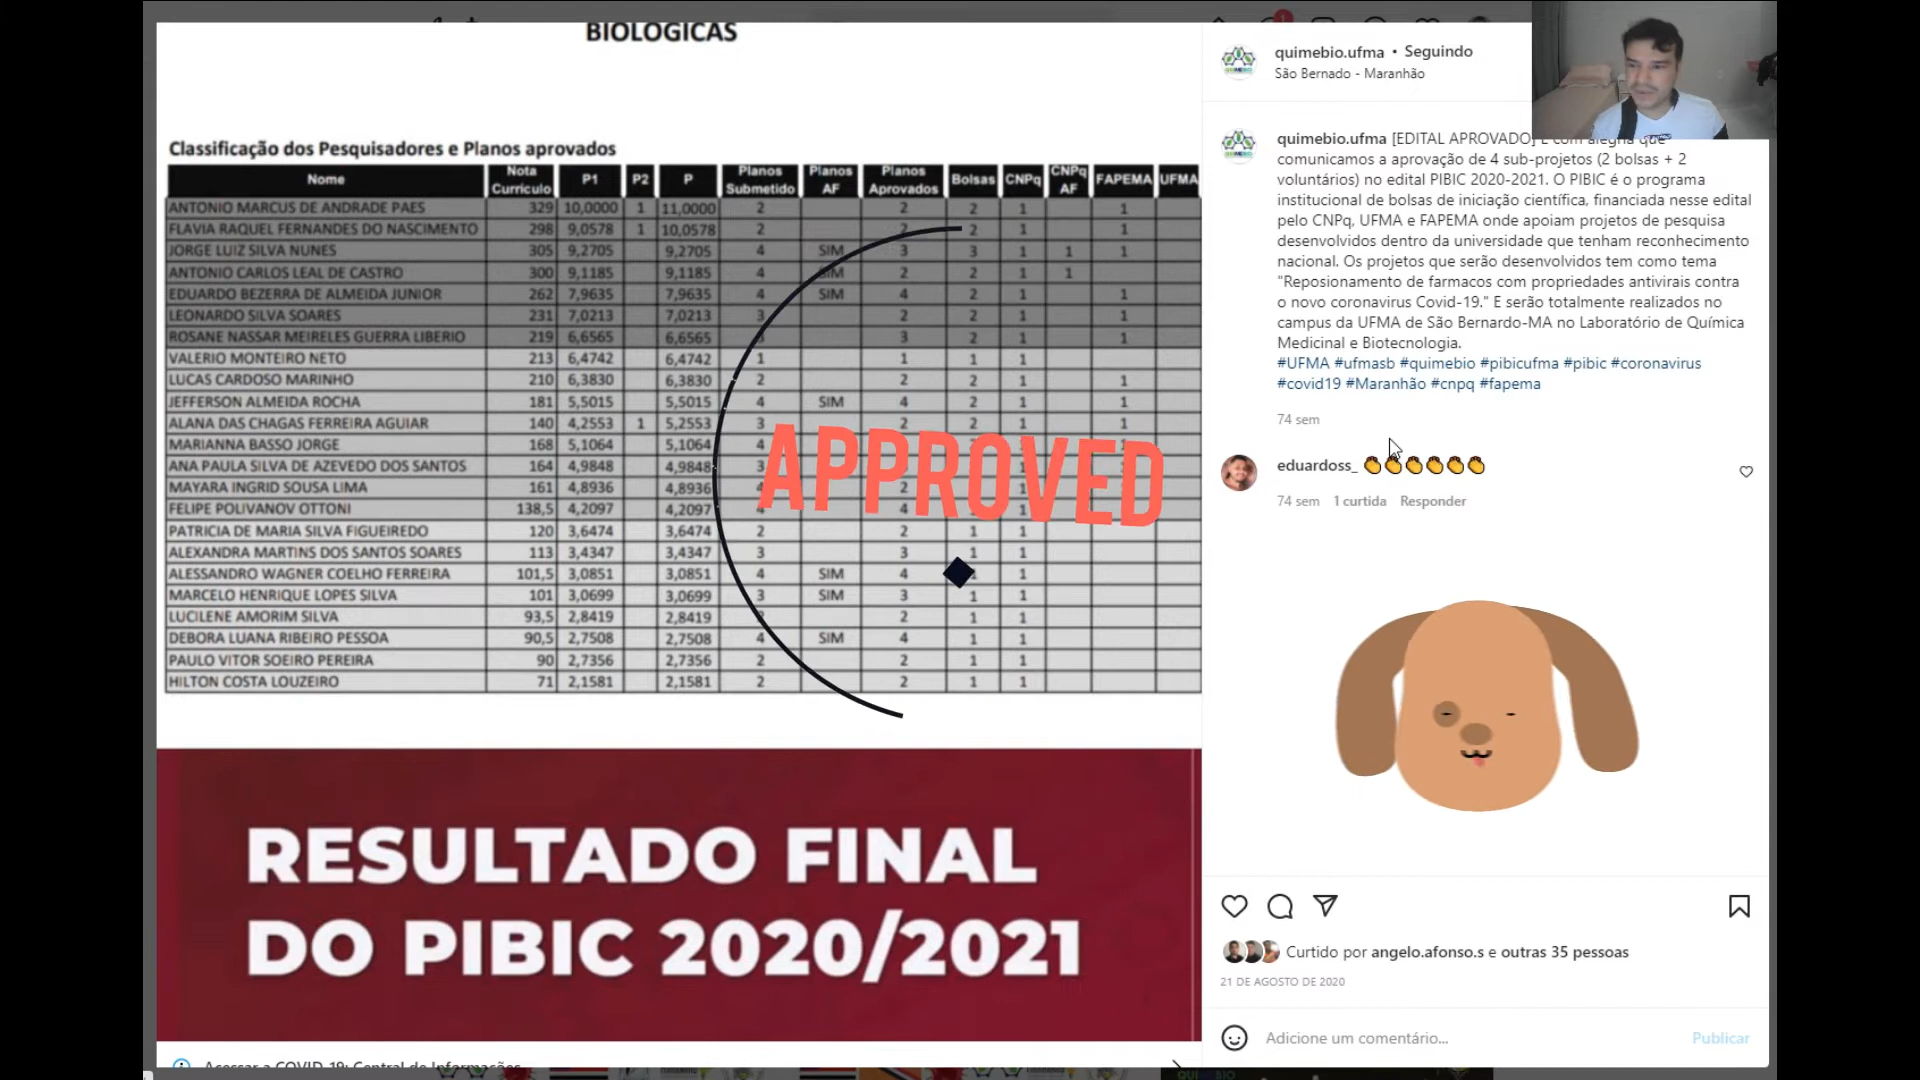 BIOLOGICAS
Classificação dos Pesquisadores e Planos aprovados
Nome Nota Currículo P1 P2 P Planos Submetido Planos AF Planos Aprovados Bolsas CNPq CNPq AF FAPEMA UFMA
ANTONIO MARCUS DE ANDRADE PAES 329 10,0000 1 11,0000 2 2 2 1 1
FLAVIA RAQUEL FERNANDES DO NASCIMENTO 298 9,0578 1 10,0578 2 2 2 1 1
JORGE LUIZ SILVA NUNES 305 9,2705 9,2705 4 SIM 3 3 1 1 1
ANTONIO CARLOS LEAL DE CASTRO 300 9,1185 9,1185 4 SIM 2 2 1 1
EDUARDO BEZERRA DE ALMEIDA JUNIOR 262 7,9635 7,9635 4 SIM 4 2 1 1
LEONARDO SILVA SOARES 231 7,0213 7,0213 3 3 2 1 1
ROSANE NASSAR MEIRELES GUERRA LIBERIO 219 6,6565 6,6565 3 3 2 1 1
VALERIO MONTEIRO NETO 213 6,4742 6,4742 1 1 1 1
LUCAS CARDOSO MARINHO 210 6,3830 6,3830 2 2 2 1 1
JEFFERSON ALMEIDA ROCHA 181 5,5015 5,5015 4 SIM 4 2 1 1
ALANA DAS CHAGAS FERREIRA AGUIAR 140 4,2553 1 5,2553 3 2 2 1 1
MARIANNA BASSO JORGE 168 5,1064 5,1064 4
ANA PAULA SILVA DE AZEVEDO DOS SANTOS 164 4,9848 4,9848 3
MAYARA INGRID SOUSA LIMA 161 4,8936 4,8936 2
FELIPE POLIVANOV OTTONI 138,5 4,2097 4,2097 4 4
PATRICIA DE MARIA SILVA FIGUEIREDO 120 3,6474 3,6474 2 2 1 1
ALEXANDRA MARTINS DOS SANTOS SOARES 113 3,4347 3,4347 3 3 1 1
ALESSANDRO WAGNER COELHO FERREIRA 101,5 3,0851 3,0851 4 SIM 4 1
MARCELO HENRIQUE LOPES SILVA 101 3,0699 3,0699 3 SIM 3 1 1
LUCILENE AMORIM SILVA 93,5 2,8419 2,8419 2 1 1
DEBORA LUANA RIBEIRO PESSOA 90,5 2,7508 2,7508 4 SIM 4 1 1
PAULO VITOR SOEIRO PEREIRA 90 2,7356 2,7356 2 2 1 1
HILTON COSTA LOUZEIRO 71 2,1581 2,1581 2 2 1 1
APPROVED
RESULTADO FINAL
DO PIBIC 2020/2021
Acessar a COVID-19: Central de Informações
quimebio.ufma • Seguindo
São Bernado - Maranhão
quimebio.ufma [EDITAL APROVADO] É com alegria que
comunicamos a aprovação de 4 sub-projetos (2 bolsas + 2
voluntários) no edital PIBIC 2020-2021. O PIBIC é o programa
institucional de bolsas de iniciação científica, financiada nesse edital
pelo CNPq, UFMA e FAPEMA onde apoiam projetos de pesquisa
desenvolvidos dentro da universidade que tenham reconhecimento
nacional. Os projetos que serão desenvolvidos tem como tema
"Reposionamento de farmacos com propriedades antivirais contra
o novo coronavirus Covid-19." E serão totalmente realizados no
campus da UFMA de São Bernardo-MA no Laboratório de Química
Medicinal e Biotecnologia.
#UFMA #ufmasb #quimebio #pibicufma #pibic #coronavirus
#covid19 #Maranhão #cnpq #fapema
74 sem
eduardoss_ 👏👏👏👏👏👏
74 sem 1 curtida Responder
Curtido por angelo.afonso.s e outras 35 pessoas
21 DE AGOSTO DE 2020
Adicione um comentário...
Publicar